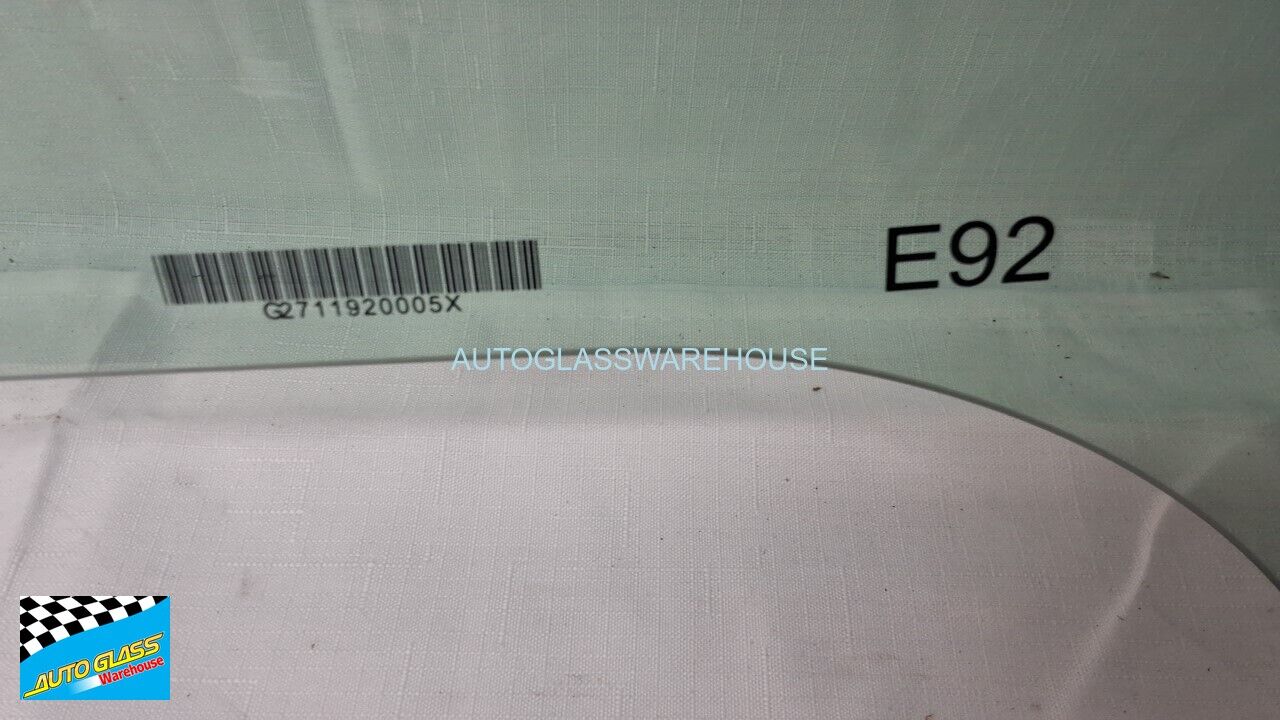 E92
G2711920005X
AUTOGLASSWAREHOUSE
AUTO GLASS
Warehouse